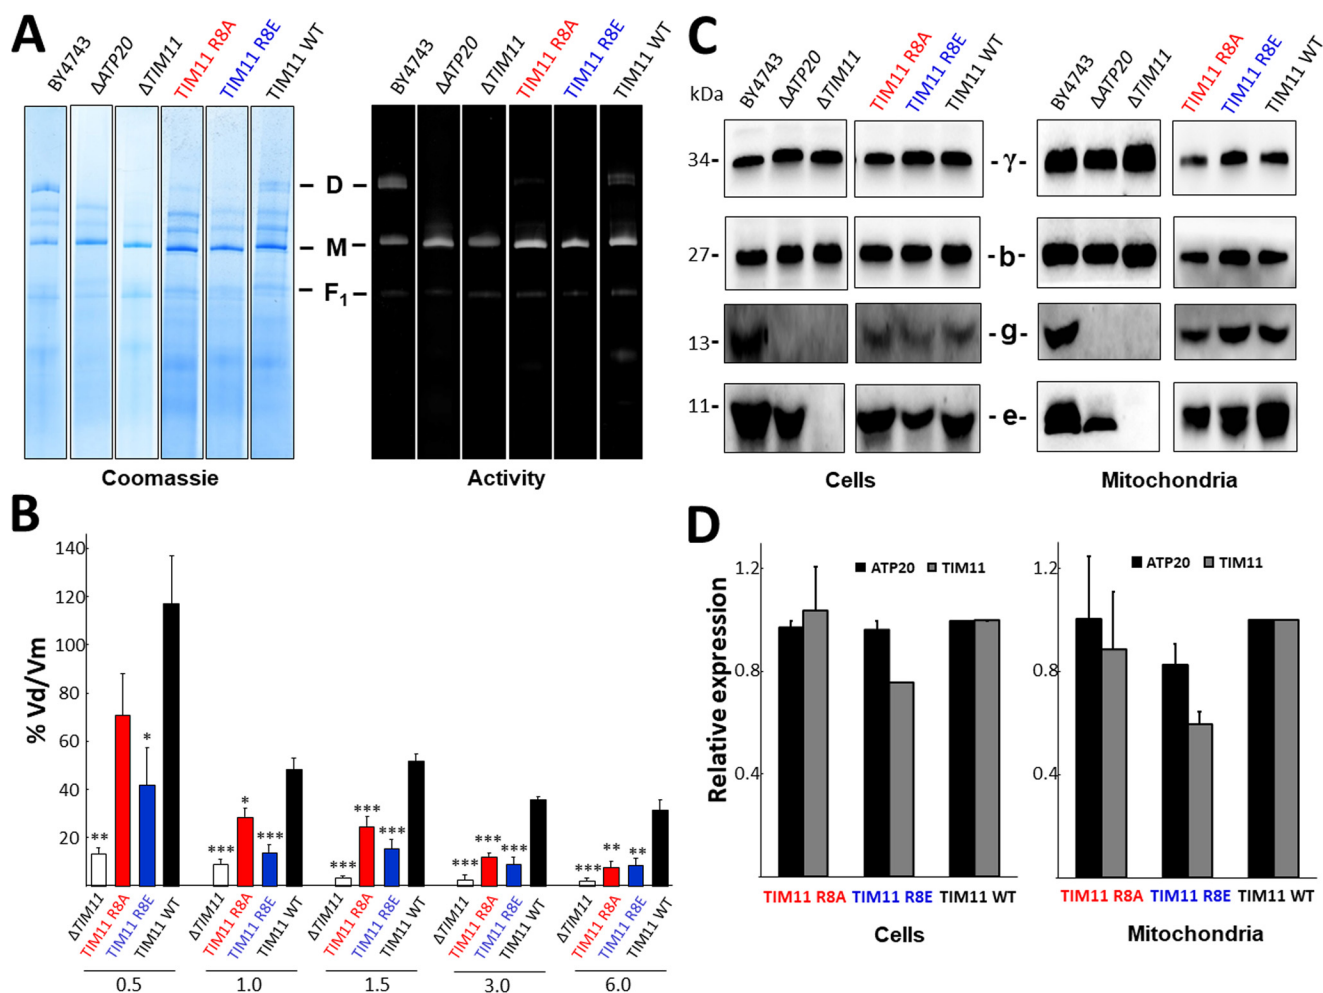 A
BY4743
ΔATP20
ΔTIM11
TIM11 R8A
TIM11 R8E
TIM11 WT
BY4743
ΔATP20
ΔTIM11
TIM11 R8A
TIM11 R8E
TIM11 WT
– D –
– M –
– F1 –
Coomassie
Activity
C
kDa
BY4743
ΔATP20
ΔTIM11
TIM11 R8A
TIM11 R8E
TIM11 WT
BY4743
ΔATP20
ΔTIM11
TIM11 R8A
TIM11 R8E
TIM11 WT
34- - γ -
27- - b-
13- - g-
11- - e-
Cells
Mitochondria
B
% Vd/Vm
140
120
100
80
60
40
20
** *
*** * ***
*** *** ***
*** *** ***
*** ** **
ΔTIM11
TIM11 R8A
TIM11 R8E
TIM11 WT
ΔTIM11
TIM11 R8A
TIM11 R8E
TIM11 WT
ΔTIM11
TIM11 R8A
TIM11 R8E
TIM11 WT
ΔTIM11
TIM11 R8A
TIM11 R8E
TIM11 WT
ΔTIM11
TIM11 R8A
TIM11 R8E
TIM11 WT
0.5 1.0 1.5 3.0 6.0
D
Relative expression
1.2
0.8
0.4
ATP20 TIM11
TIM11 R8A TIM11 R8E TIM11 WT
Cells
1.2
0.8
0.4
ATP20 TIM11
TIM11 R8A TIM11 R8E TIM11 WT
Mitochondria